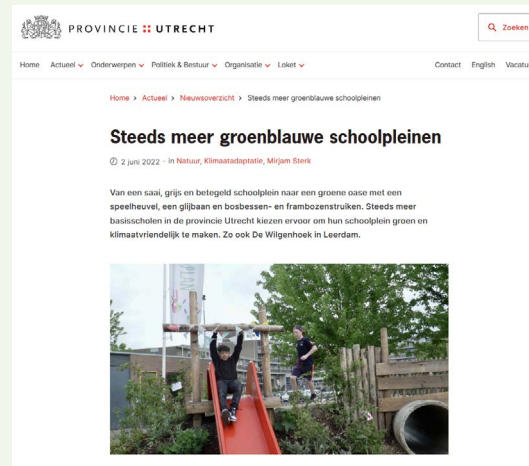 PROVINCIE UTRECHT
Zoeken
Home Actueel Onderwerpen Politiek & Bestuur Organisatie Loket Contact English Vacatu
Home > Actueel > Nieuwsoverzicht > Steeds meer groenblauwe schoolpleinen
Steeds meer groenblauwe schoolpleinen
2 juni 2022 - in Natuur, Klimaatadaptatie, Mirjam Sterk
Van een saai, grijs en betegeld schoolplein naar een groene oase met een
speelheuvel, een glijbaan en bosbessen- en frambozenstruiken. Steeds meer
basisscholen in de provincie Utrecht kiezen ervoor om hun schoolplein groen en
klimaatvriendelijk te maken. Zo ook De Wilgenhoek in Leerdam.